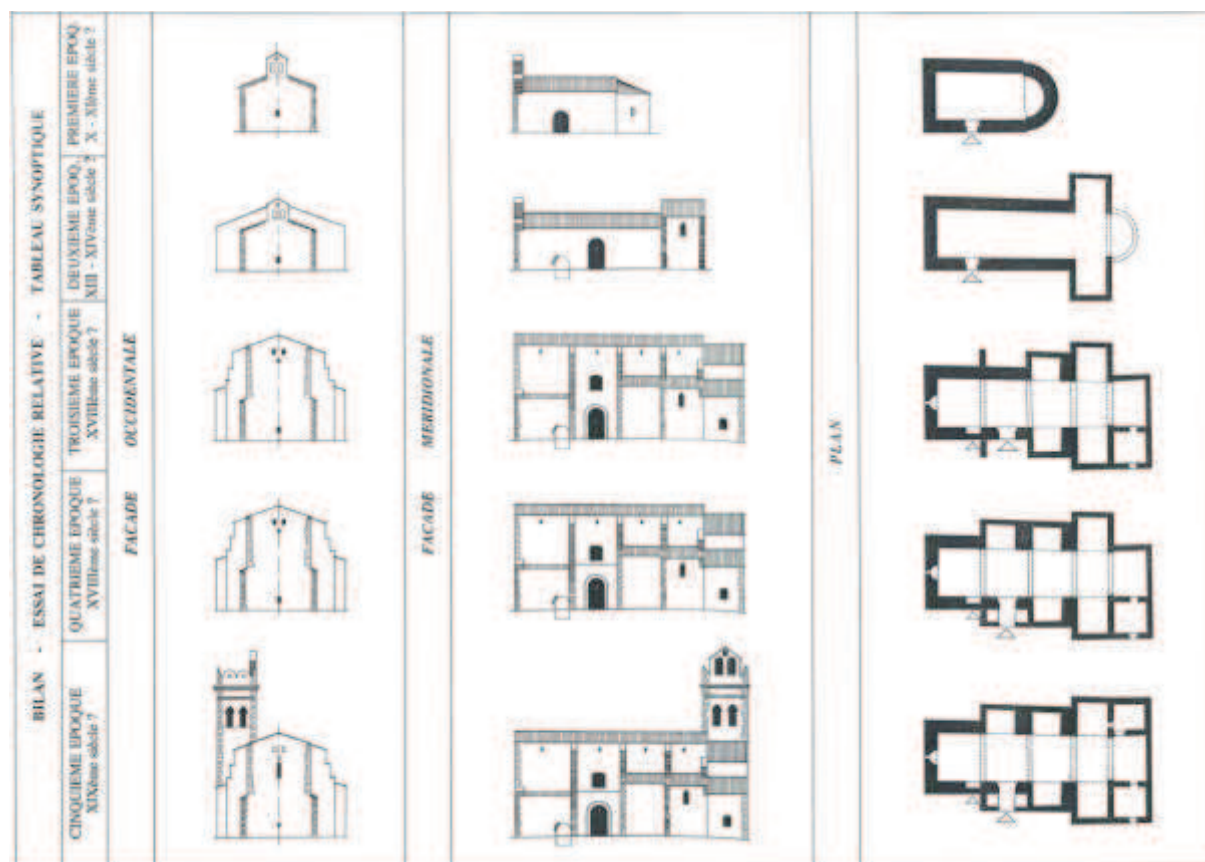 BILAN - ESSAI DE CHRONOLOGIE RELATIVE - TABLEAU SYNOPTIQUE
CINQUIEME EPOQUE
XIXème siècle ?
QUATRIEME EPOQUE
XVIIIème siècle ?
TROISIEME EPOQUE
XVIIIème siècle ?
DEUXIEME EPOQ.
XIII - XIVème siècle ?
PREMIERE EPOQ.
X - XIème siècle ?
FACADE OCCIDENTALE
FACADE MERIDIONALE
PLAN